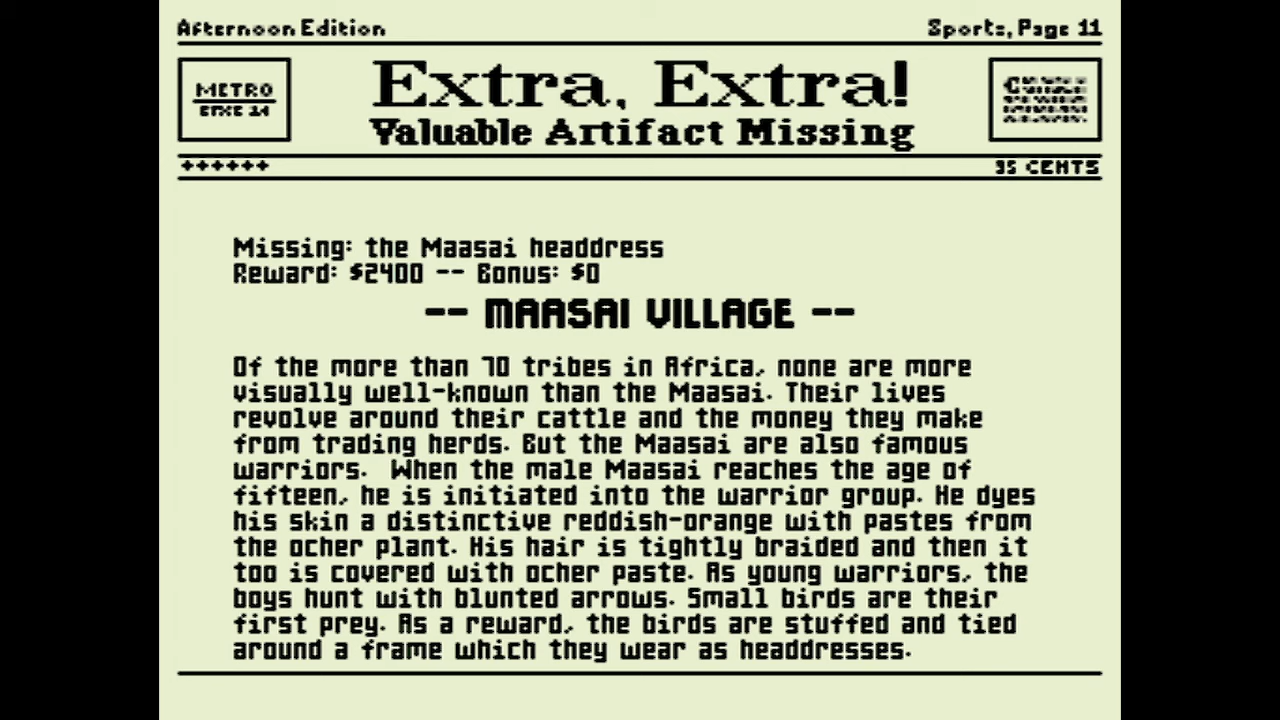 Afternoon Edition
Sports, Page 11
METRO
Extra, Extra!
Valuable Artifact Missing
++++++
35 CENTS
Missing: the Maasai headdress
Reward: $2400 -- Bonus: $0
-- MAASAI VILLAGE --
Of the more than 70 tribes in Africa, none are more
visually well-known than the Maasai. Their lives
revolve around their cattle and the money they make
from trading herds. But the Maasai are also famous
warriors.  When the male Maasai reaches the age of
fifteen, he is initiated into the warrior group. He dyes
his skin a distinctive reddish-orange with pastes from
the ocher plant. His hair is tightly braided and then it
too is covered with ocher paste. As young warriors, the
boys hunt with blunted arrows. Small birds are their
first prey. As a reward, the birds are stuffed and tied
around a frame which they wear as headdresses.